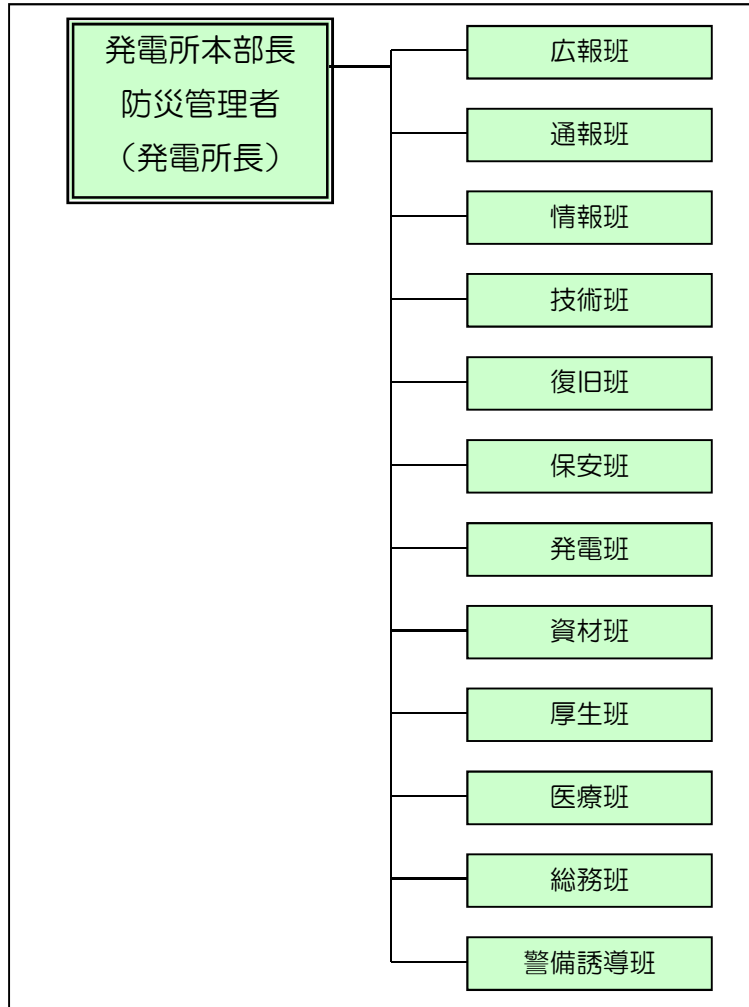 発電所本部長
防災管理者
（発電所長）
広報班
通報班
情報班
技術班
復旧班
保安班
発電班
資材班
厚生班
医療班
総務班
警備誘導班